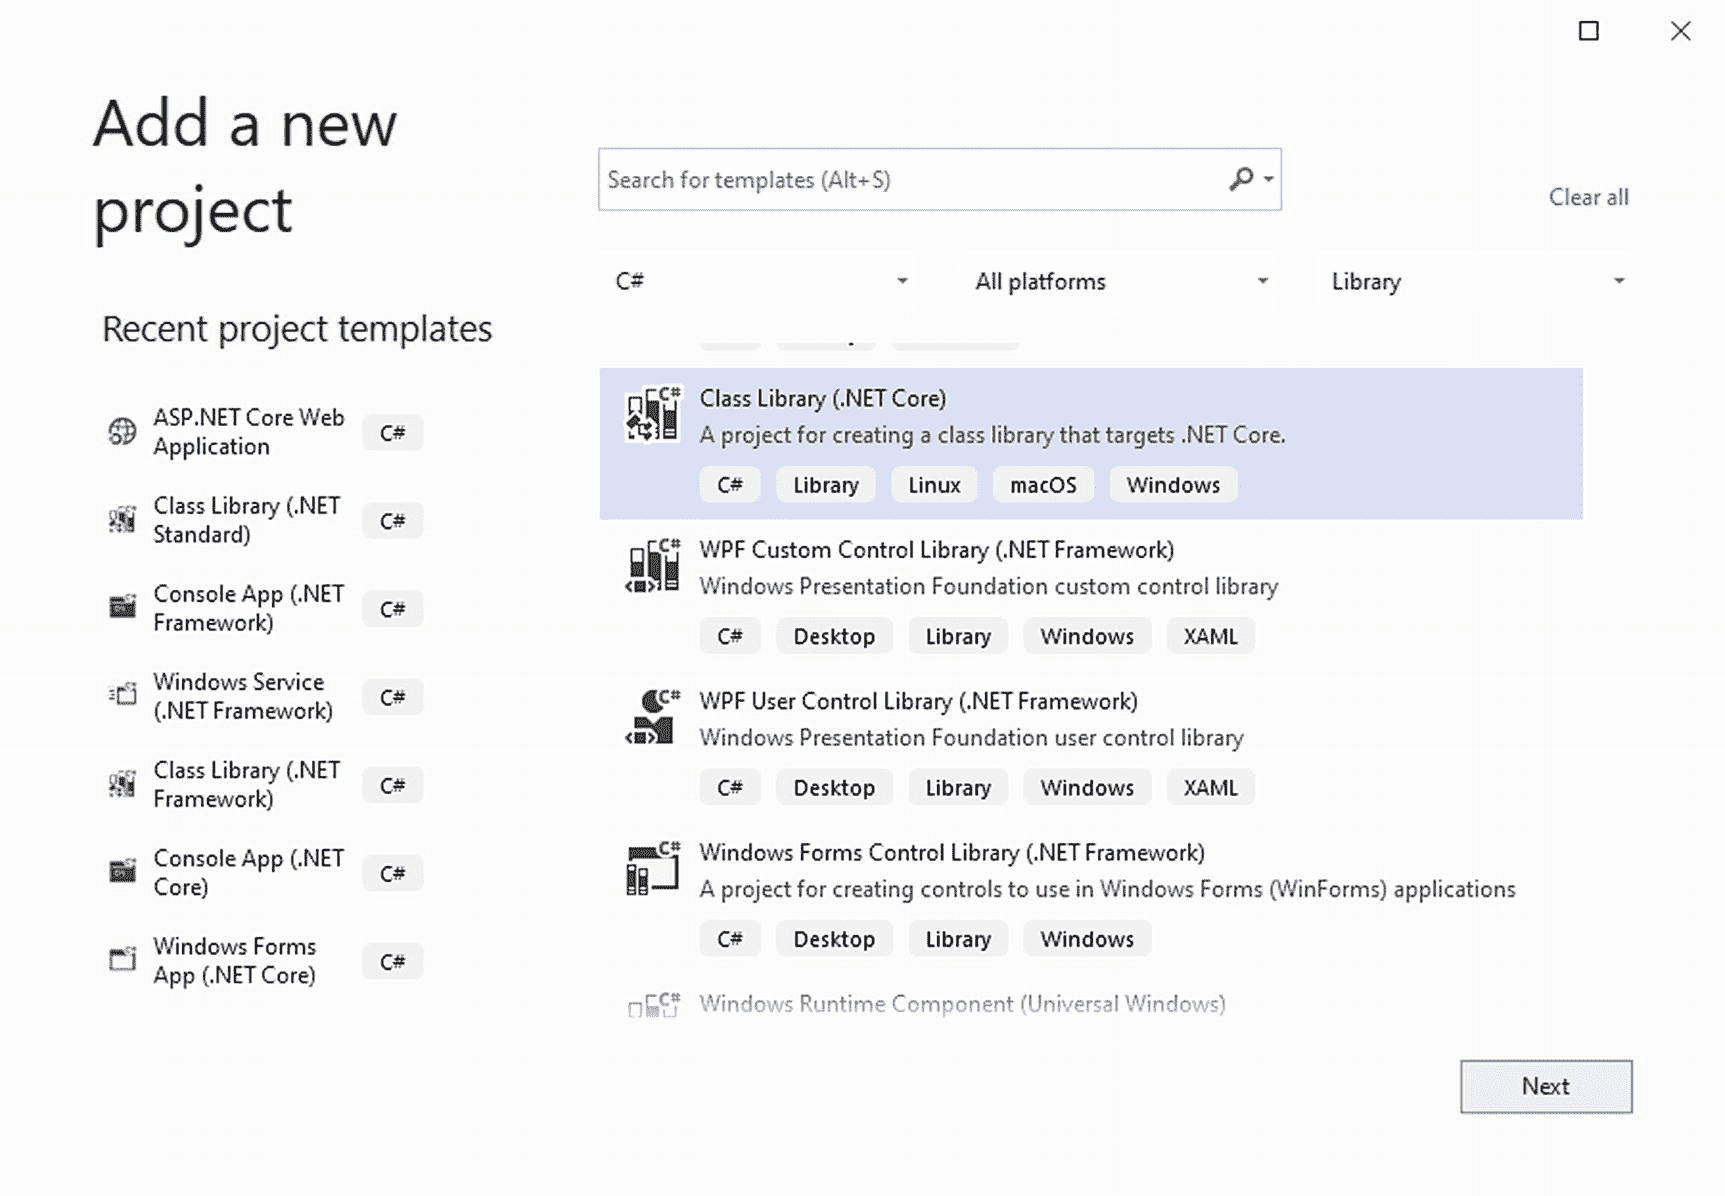 Add a new
project
Search for templates (Alt+S)
Clear all
C#
All platforms
Library
Recent project templates
ASP.NET Core Web
Application
C#
Class Library (.NET
Standard)
C#
Console App (.NET
Framework)
C#
Windows Service
(.NET Framework)
C#
Class Library (.NET
Framework)
C#
Console App (.NET
Core)
C#
Windows Forms
App (.NET Core)
C#
Class Library (.NET Core)
A project for creating a class library that targets .NET Core.
C# Library Linux macOS Windows
WPF Custom Control Library (.NET Framework)
Windows Presentation Foundation custom control library
C# Desktop Library Windows XAML
WPF User Control Library (.NET Framework)
Windows Presentation Foundation user control library
C# Desktop Library Windows XAML
Windows Forms Control Library (.NET Framework)
A project for creating controls to use in Windows Forms (WinForms) applications
C# Desktop Library Windows
Windows Runtime Component (Universal Windows)
Next